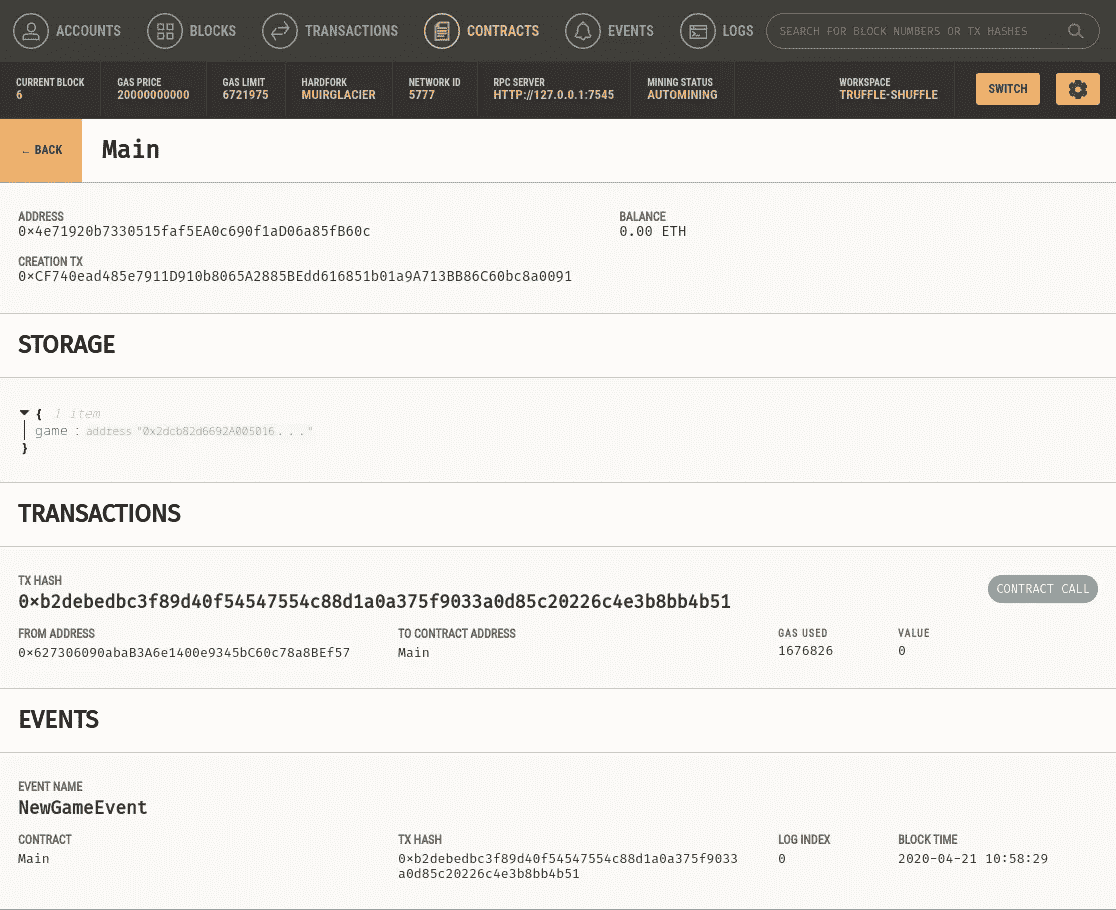 ACCOUNTS BLOCKS TRANSACTIONS CONTRACTS EVENTS LOGS SEARCH FOR BLOCK NUMBERS OR TX HASHES
CURRENT BLOCK GAS PRICE GAS LIMIT HARDFORK NETWORK ID RPC SERVER MINING STATUS WORKSPACE
6 20000000000 6721975 MUIRGLACIER 5777 HTTP://127.0.0.1:7545 AUTOMINING TRUFFLE-SHUFFLE SWITCH
← BACK Main
ADDRESS BALANCE
0×4e71920b7330515faf5EA0c690f1aD06a85fB60c 0.00 ETH
CREATION TX
0×CF740ead485e7911D910b8065A2885BEdd616851b01a9A713BB86C60bc8a0091
STORAGE
{ 1 item
game : address "0x2dcb82d6692A005016..."
}
TRANSACTIONS
TX HASH
0×b2debedbc3f89d40f54547554c88d1a0a375f9033a0d85c20226c4e3b8bb4b51 CONTRACT CALL
FROM ADDRESS TO CONTRACT ADDRESS GAS USED VALUE
0×627306090abaB3A6e1400e9345bC60c78a8BEf57 Main 1676826 0
EVENTS
EVENT NAME
NewGameEvent
CONTRACT TX HASH LOG INDEX BLOCK TIME
Main 0×b2debedbc3f89d40f54547554c88d1a0a375f9033 0 2020-04-21 10:58:29
a0d85c20226c4e3b8bb4b51